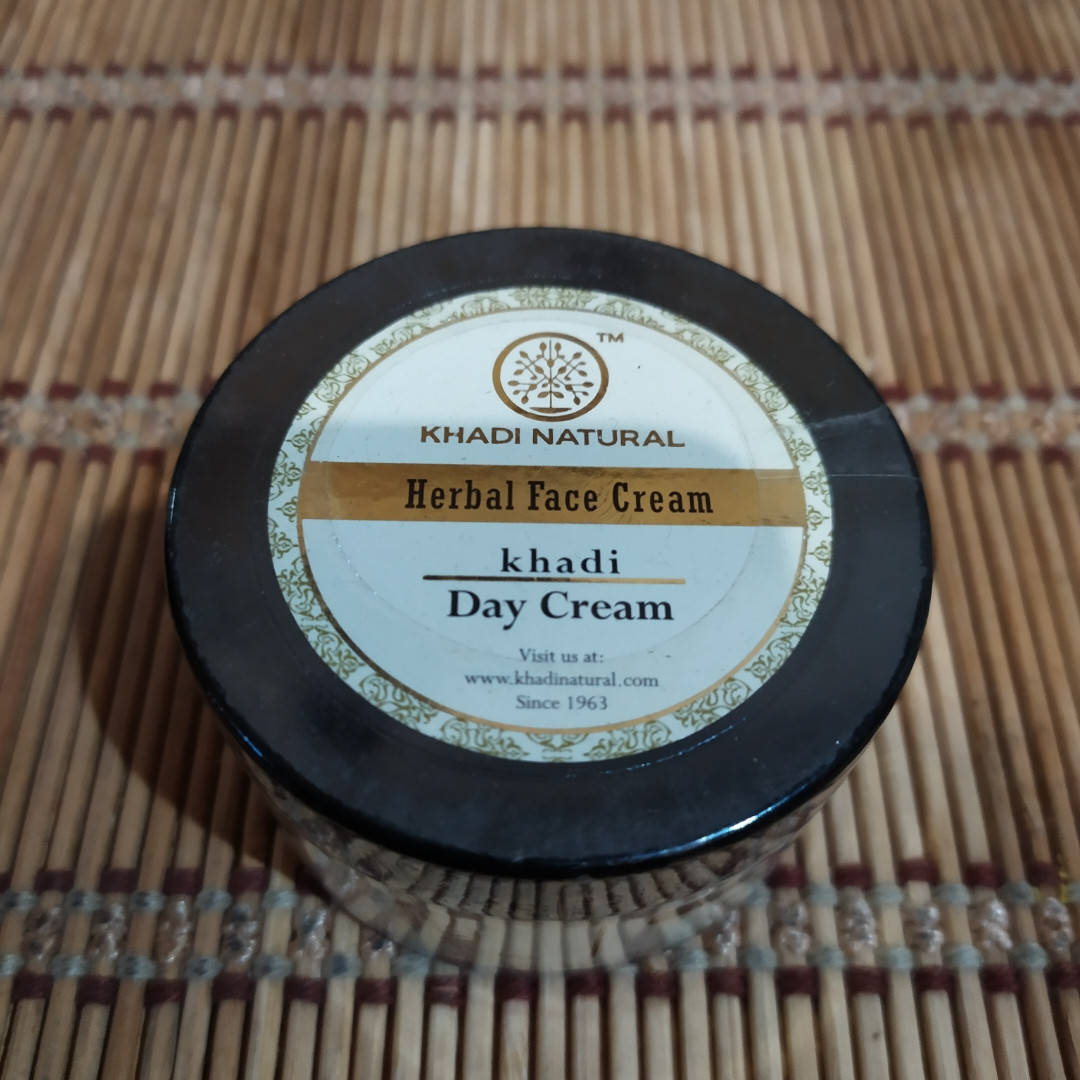 TM
KHADI NATURAL
Herbal Face Cream
khadi
Day Cream
Visit us at:
www.khadinatural.com
Since 1963